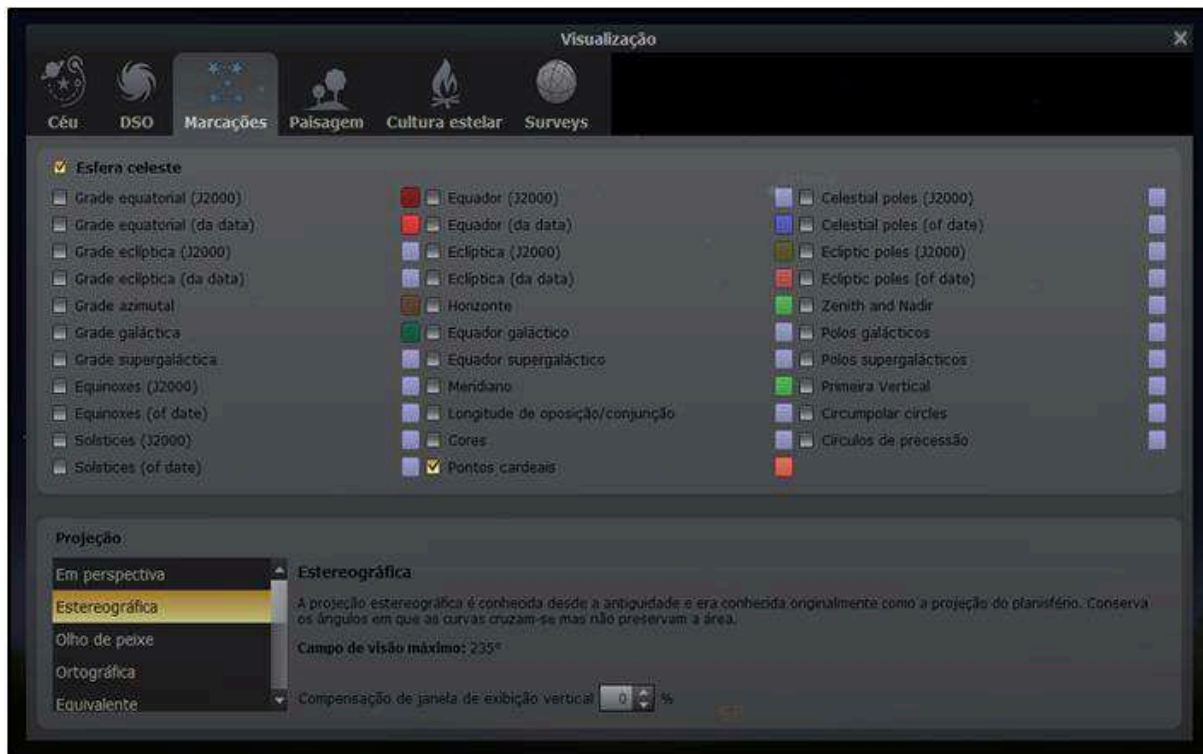 Visualização
Céu DSO Marcações Paisagem Cultura estelar Surveys
Esfera celeste
Grade equatorial (J2000) Equador (J2000) Celestial poles (J2000)
Grade equatorial (da data) Equador (da data) Celestial poles (of date)
Grade eclíptica (J2000) Eclíptica (J2000) Ecliptic poles (J2000)
Grade eclíptica (da data) Eclíptica (da data) Ecliptic poles (of date)
Grade azimutal Horizonte Zenith and Nadir
Grade galáctica Equador galáctico Polos galácticos
Grade supergaláctica Equador supergaláctico Polos supergalácticos
Equinoxes (J2000) Meridiano Primeira Vertical
Equinoxes (of date) Longitude de oposição/conjunção Circumpolar circles
Solstices (J2000) Cores Círculos de precessão
Solstices (of date) Pontos cardeais
Projeção
Em perspectiva
Estereográfica
Olho de peixe
Ortográfica
Equivalente
Estereográfica
A projeção estereográfica é conhecida desde a antiguidade e era conhecida originalmente como a projeção do planisfério. Conserva
os ângulos em que as curvas cruzam-se mas não preservam a área.
Campo de visão máximo: 235°
Compensação de janela de exibição vertical 0 %